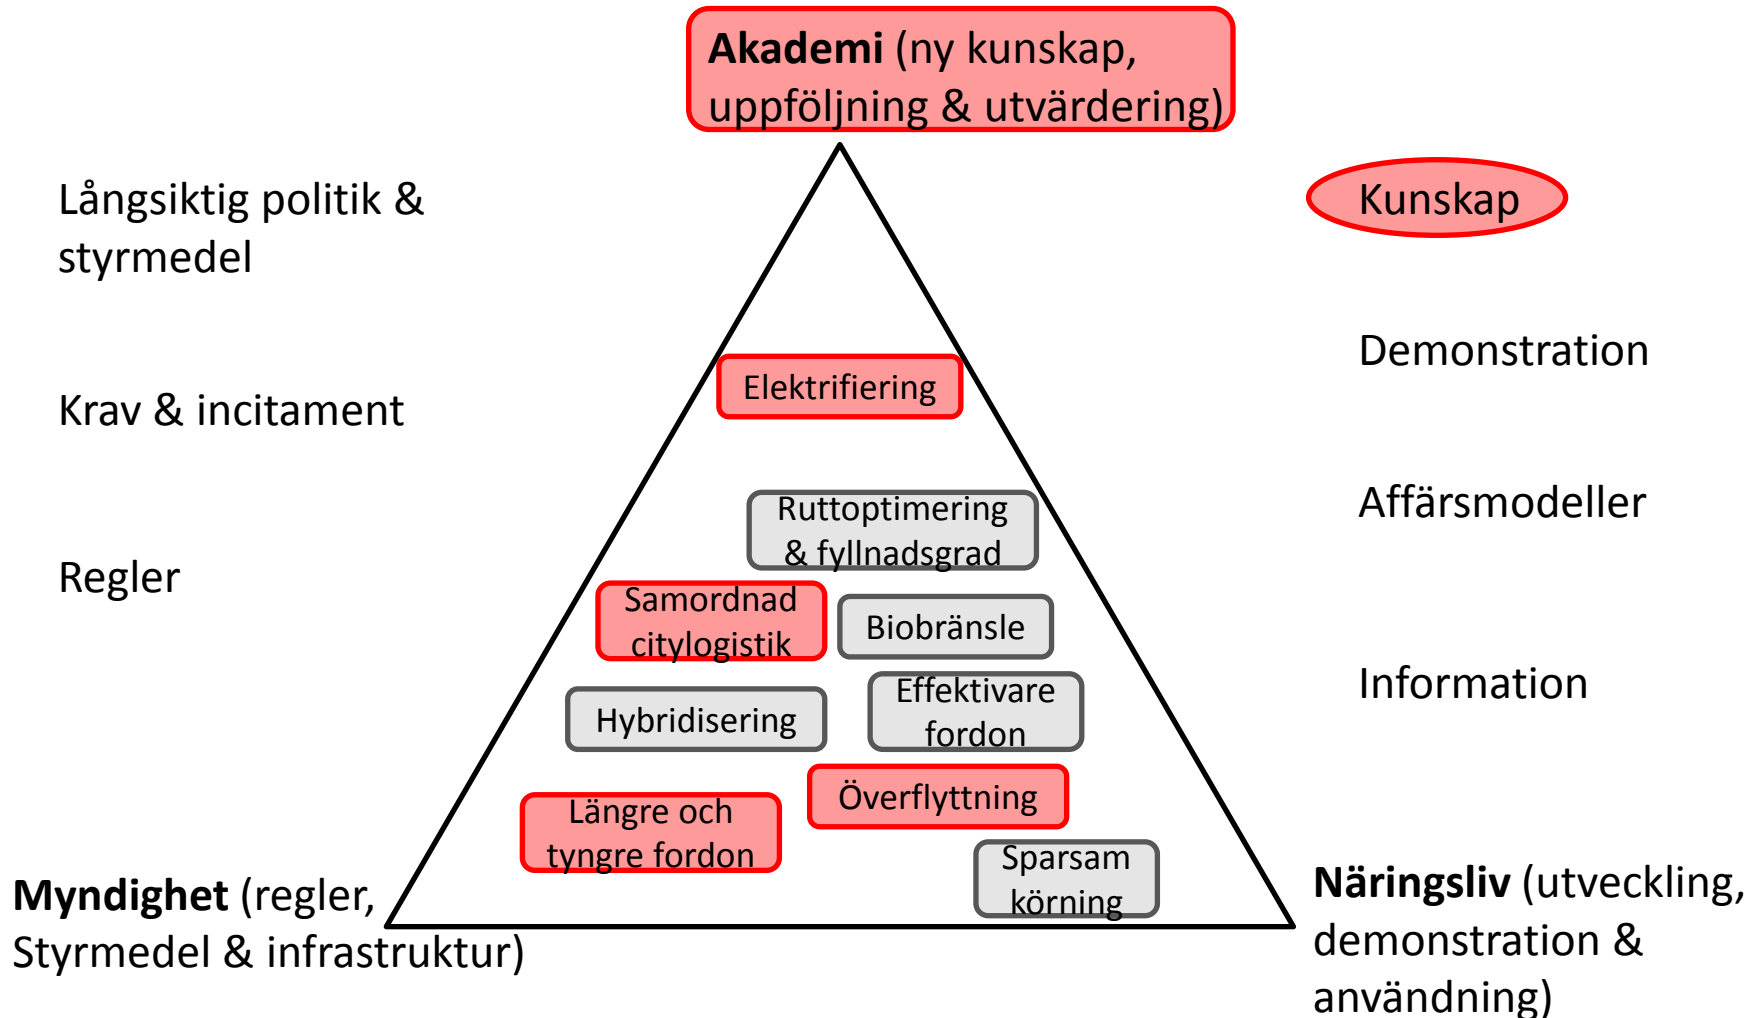 Akademi (ny kunskap,
uppföljning & utvärdering)
Långsiktig politik &
styrmedel
Krav & incitament
Regler
Kunskap
Demonstration
Affärsmodeller
Information
Elektrifiering
Ruttoptimering
& fyllnadsgrad
Samordnad
citylogistik
Biobränsle
Hybridisering
Effektivare
fordon
Överflyttning
Längre och
tyngre fordon
Sparsam
körning
Myndighet (regler,
Styrmedel & infrastruktur)
Näringsliv (utveckling,
demonstration &
användning)